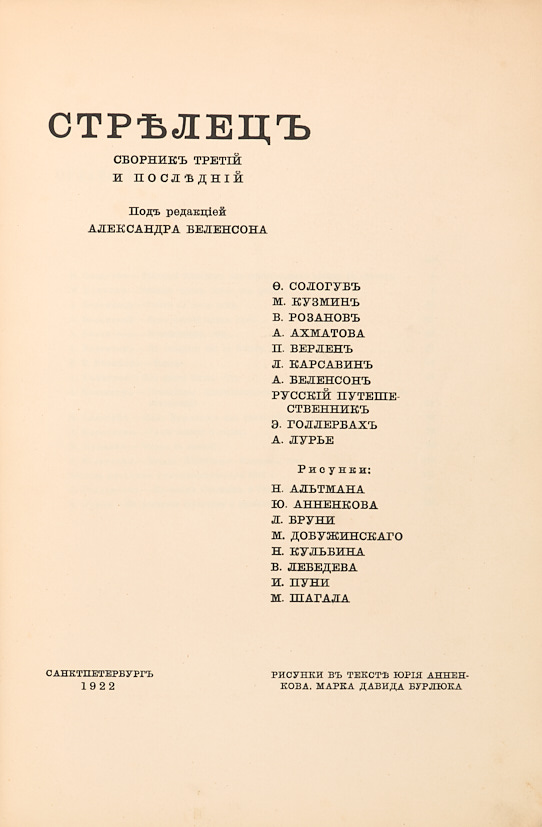 СТРѢЛЕЦЪ
СБОРНИКЪ ТРЕТІЙ
И ПОСЛѢДНІЙ
Подъ редакціей
АЛЕКСАНДРА БЕЛЕНСОНА
Ѳ. СОЛОГУБЪ
М. КУЗМИНЪ
В. РОЗАНОВЪ
А. АХМАТОВА
П. ВЕРЛЕНЪ
Л. КАРСАВИНЪ
А. БЕЛЕНСОНЪ
РУССКІЙ ПУТЕШЕ-
СТВЕННИКЪ
Э. ГОЛЛЕРБАХЪ
А. ЛУРЬЕ
Рисунки:
Н. АЛЬТМАНА
Ю. АННЕНКОВА
Л. БРУНИ
М. ДОБУЖИНСКАГО
Н. КУЛЬБИНА
В. ЛЕБЕДЕВА
И. ПУНИ
М. ШАГАЛА
САНКТПЕТЕРБУРГЪ
1922
РИСУНКИ ВЪ ТЕКСТѢ ЮРІЯ АННЕН-
КОВА, МАРКА ДАВИДА БУРЛЮКА